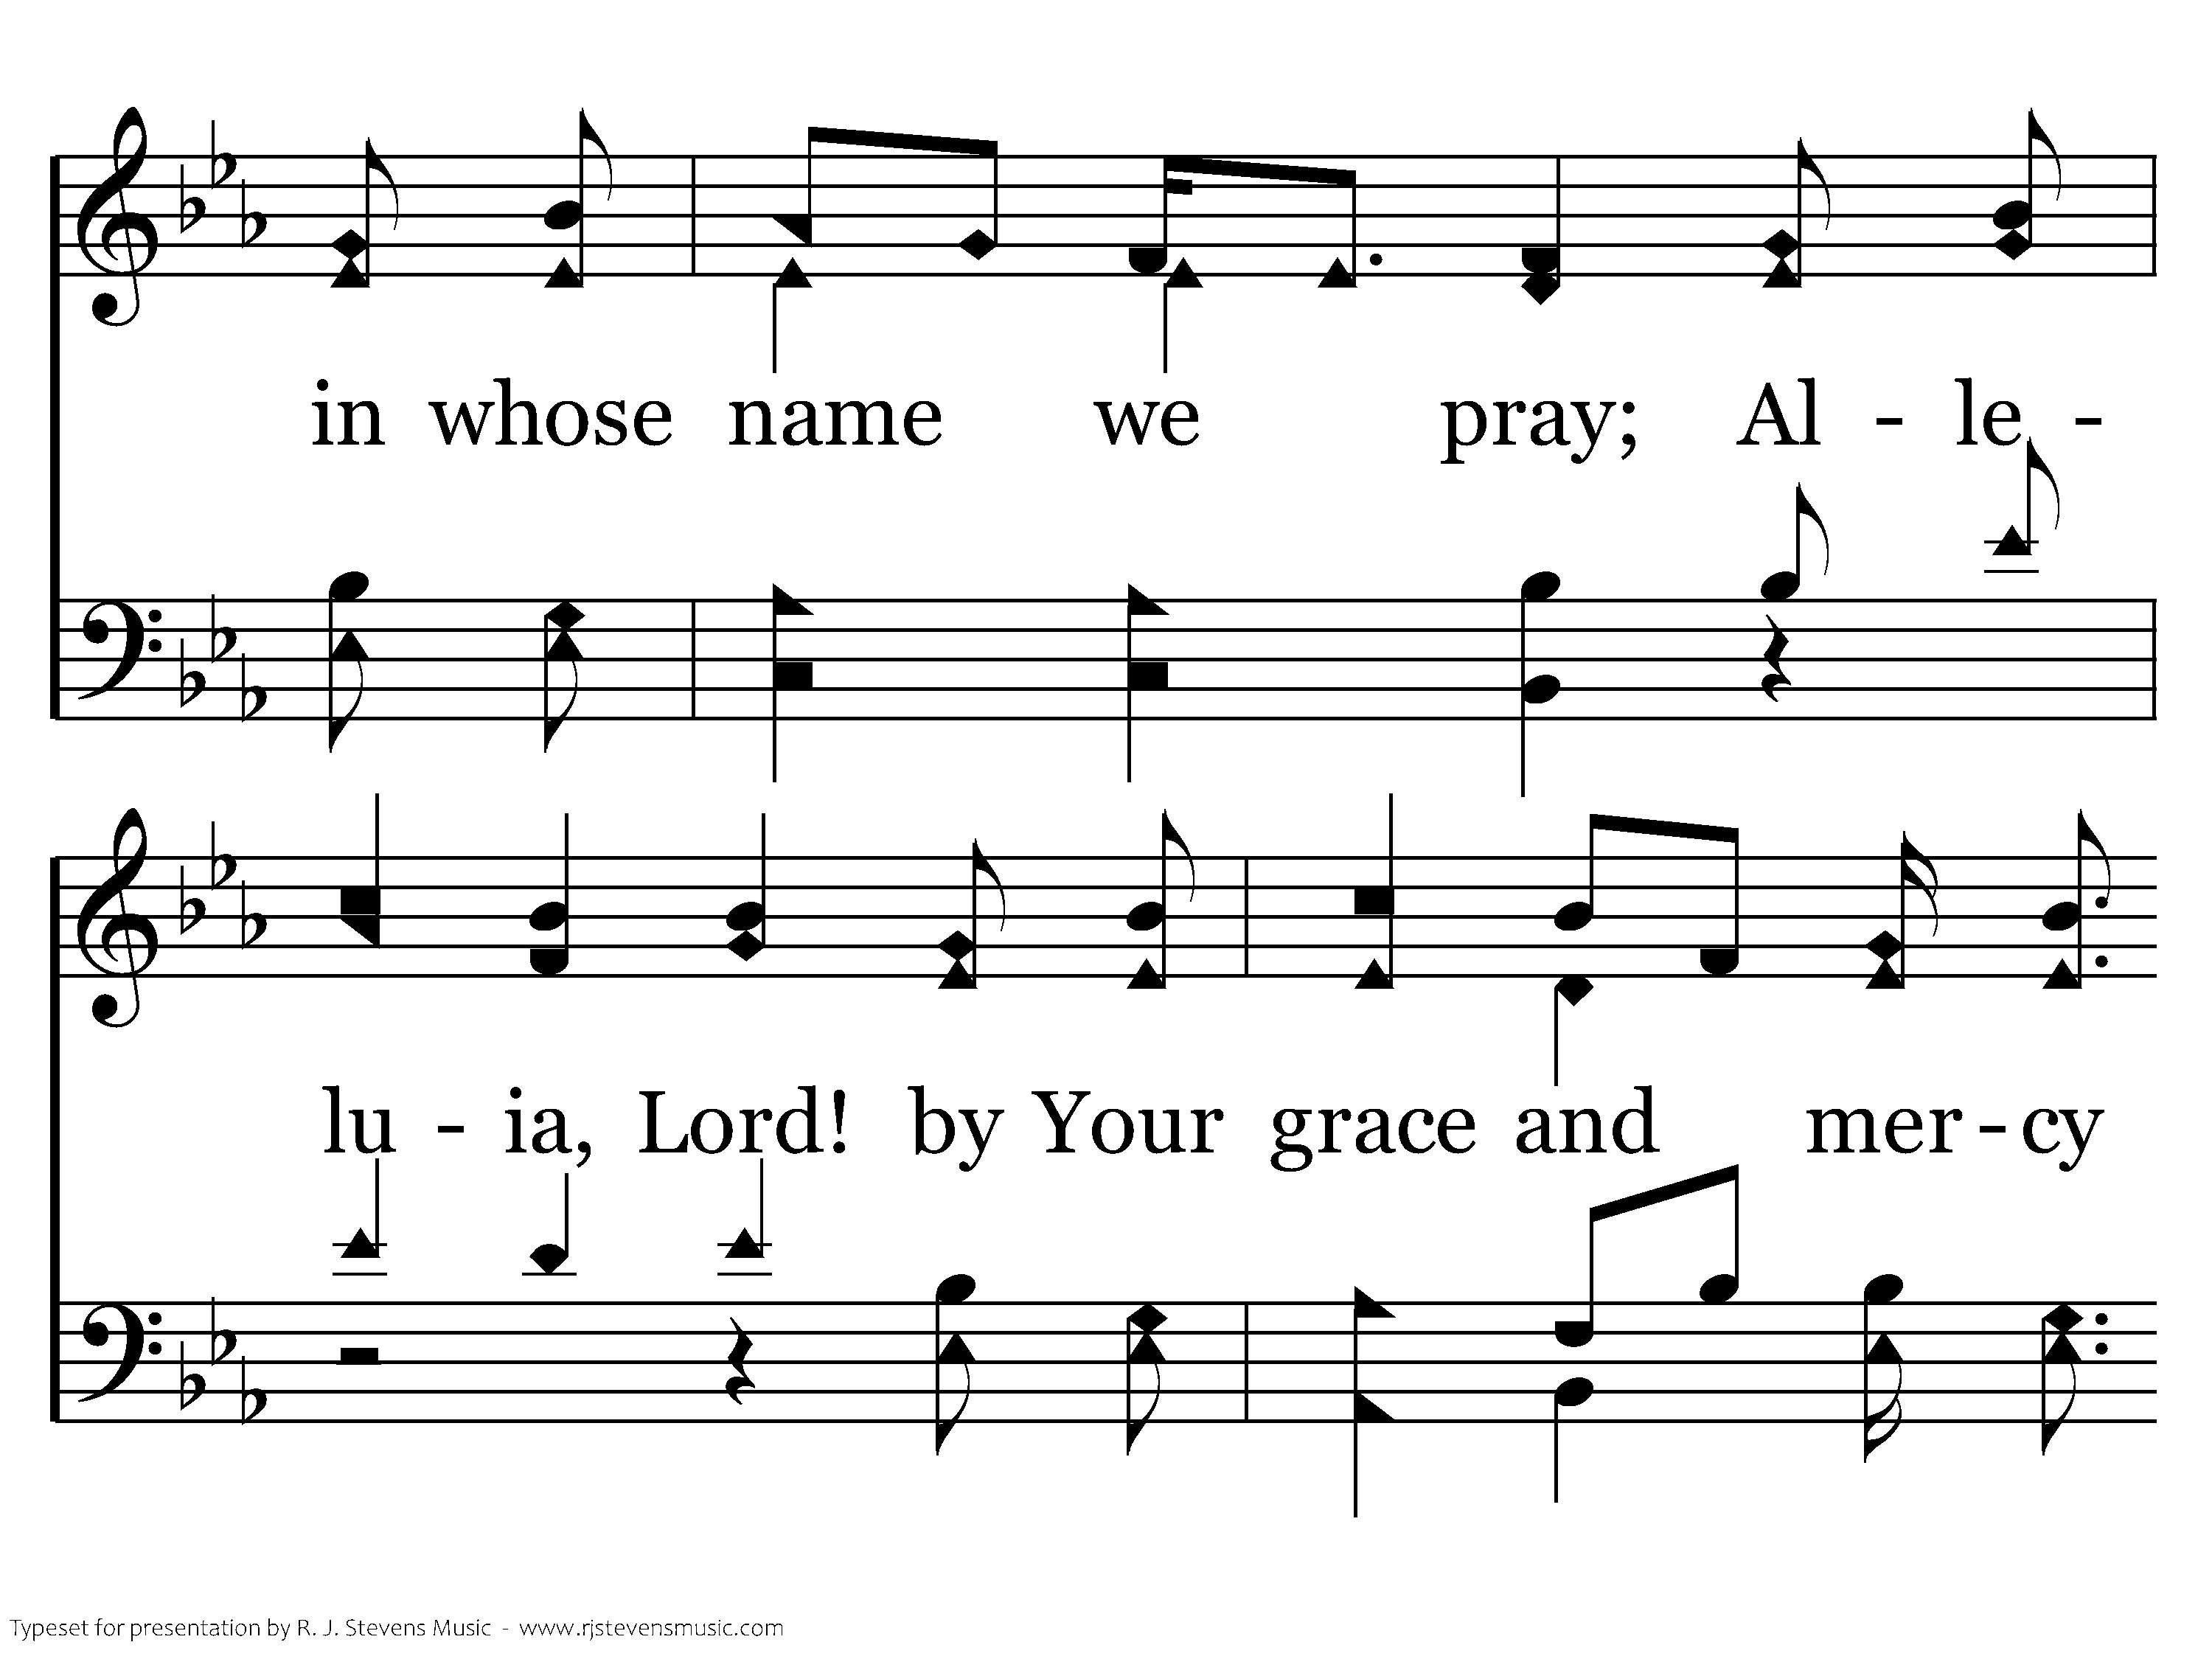 in whose name we pray; Al - le -
lu - ia, Lord! by Your grace and mer - cy
Typeset for presentation by R. J. Stevens Music - www.rjstevensmusic.com